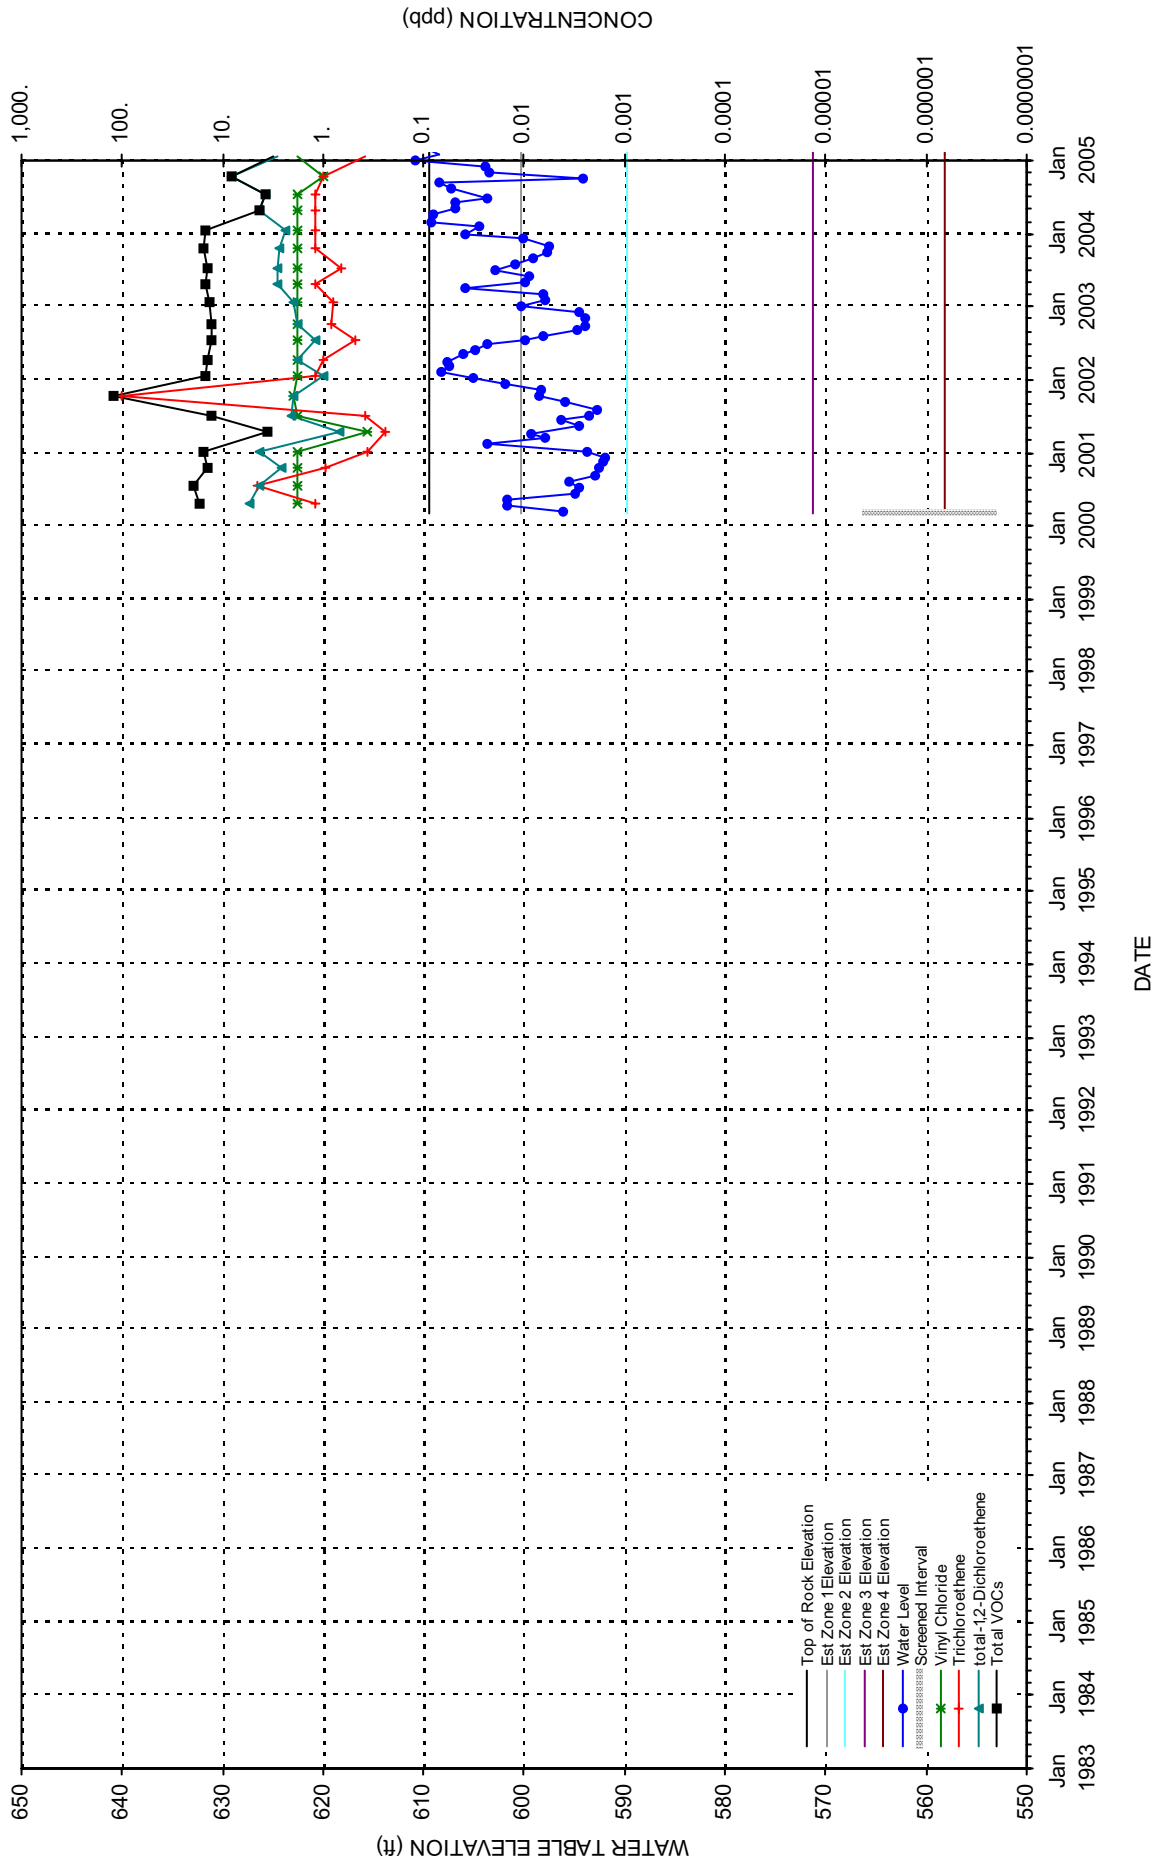 WATER TABLE ELEVATION (ft)
650
640
630
620
610
600
590
580
570
560
550
CONCENTRATION (ppb)
1,000.
100.
10.
1.
0.1
0.01
0.001
0.0001
0.00001
0.000001
0.0000001
Jan 1983
Jan 1984
Jan 1985
Jan 1986
Jan 1987
Jan 1988
Jan 1989
Jan 1990
Jan 1991
Jan 1992
Jan 1993
Jan 1994
Jan 1995
Jan 1996
Jan 1997
Jan 1998
Jan 1999
Jan 2000
Jan 2001
Jan 2002
Jan 2003
Jan 2004
Jan 2005
DATE
Top of Rock Elevation
Est Zone 1 Elevation
Est Zone 2 Elevation
Est Zone 3 Elevation
Est Zone 4 Elevation
Water Level
Screened Interval
Vinyl Chloride
Trichloroethene
total-1,2-Dichloroethene
Total VOCs